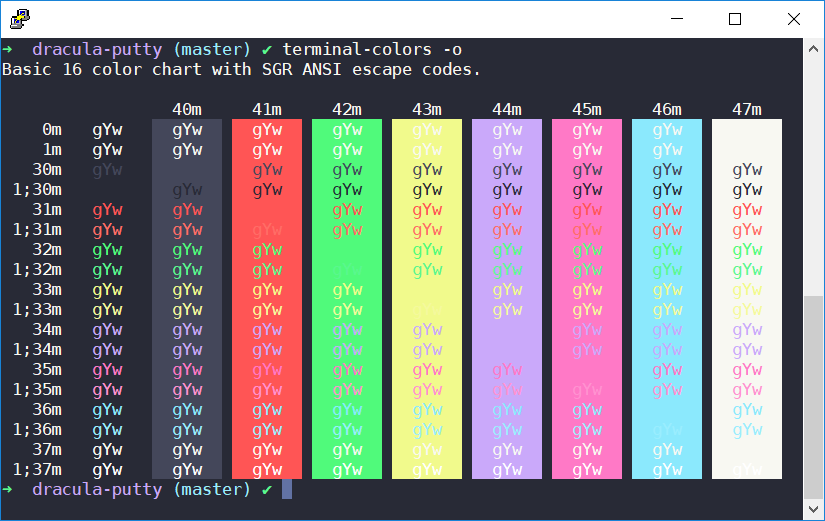 ➜ dracula-putty (master) ✔ terminal-colors -o
Basic 16 color chart with SGR ANSI escape codes.
40m 41m 42m 43m 44m 45m 46m 47m
0m gYw gYw gYw gYw gYw gYw gYw gYw
1m gYw gYw gYw gYw gYw gYw gYw gYw
30m gYw gYw gYw gYw gYw gYw gYw gYw
1;30m gYw gYw gYw gYw gYw gYw gYw gYw
31m gYw gYw gYw gYw gYw gYw gYw gYw
1;31m gYw gYw gYw gYw gYw gYw gYw gYw gYw
32m gYw gYw gYw gYw gYw gYw gYw gYw
1;32m gYw gYw gYw gYw gYw gYw gYw gYw
33m gYw gYw gYw gYw gYw gYw gYw gYw
1;33m gYw gYw gYw gYw gYw gYw gYw gYw
34m gYw gYw gYw gYw gYw gYw gYw gYw
1;34m gYw gYw gYw gYw gYw gYw gYw gYw
35m gYw gYw gYw gYw gYw gYw gYw gYw
1;35m gYw gYw gYw gYw gYw gYw gYw gYw gYw
36m gYw gYw gYw gYw gYw gYw gYw gYw
1;36m gYw gYw gYw gYw gYw gYw gYw gYw gYw
37m gYw gYw gYw gYw gYw gYw gYw gYw
1;37m gYw gYw gYw gYw gYw gYw gYw gYw gYw
➜ dracula-putty (master) ✔